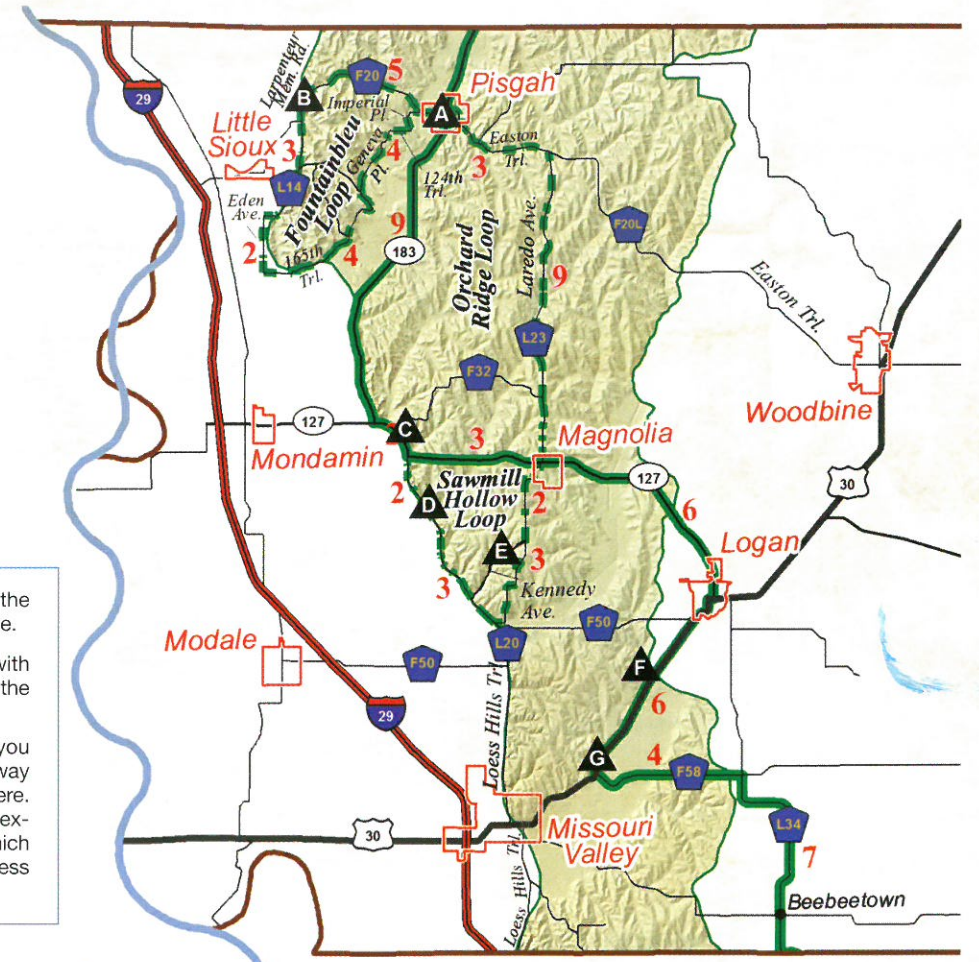 29
Larpenteur
Mem. Rd.
B
F20
5
Imperial
Pl.
Pisgah
A
Little
Sioux
3
L14
Fountainbleu
Loop
Geneva
Pl.
4
124th
Trl.
Easton
Trl.
3
Eden
Ave.
2
165th
Trl.
4
9
183
Orchard
Ridge Loop
Laredo Ave.
9
F20L
Easton Trl.
L23
F32
Woodbine
127
C
Mondamin
3
Magnolia
127
30
Sawmill
Hollow
Loop
2
D
2
6
E
3
Logan
3
Kennedy
Ave.
F50
L20
Modale
F50
F
6
29
Loess Hills Trl.
G
4
F58
30
Missouri
Valley
L34
7
Loess Hills Trl.
Beebeetown
the
e.
with
the
you
way
ere.
ex-
hich
ess